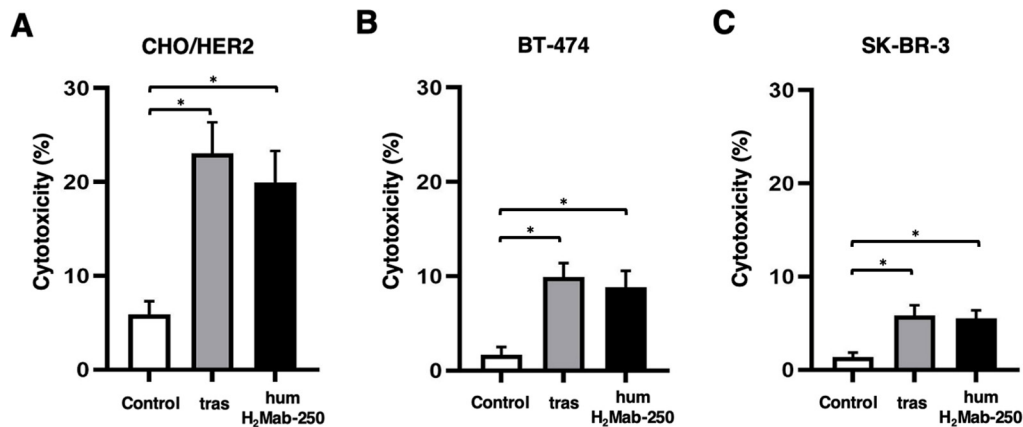 A
CHO/HER2
Cytotoxicity (%)
30
20
10
0
*
*
Control
tras
hum
H₂Mab-250
B
BT-474
Cytotoxicity (%)
30
20
10
0
*
*
Control
tras
hum
H₂Mab-250
C
SK-BR-3
Cytotoxicity (%)
30
20
10
0
*
*
Control
tras
hum
H₂Mab-250